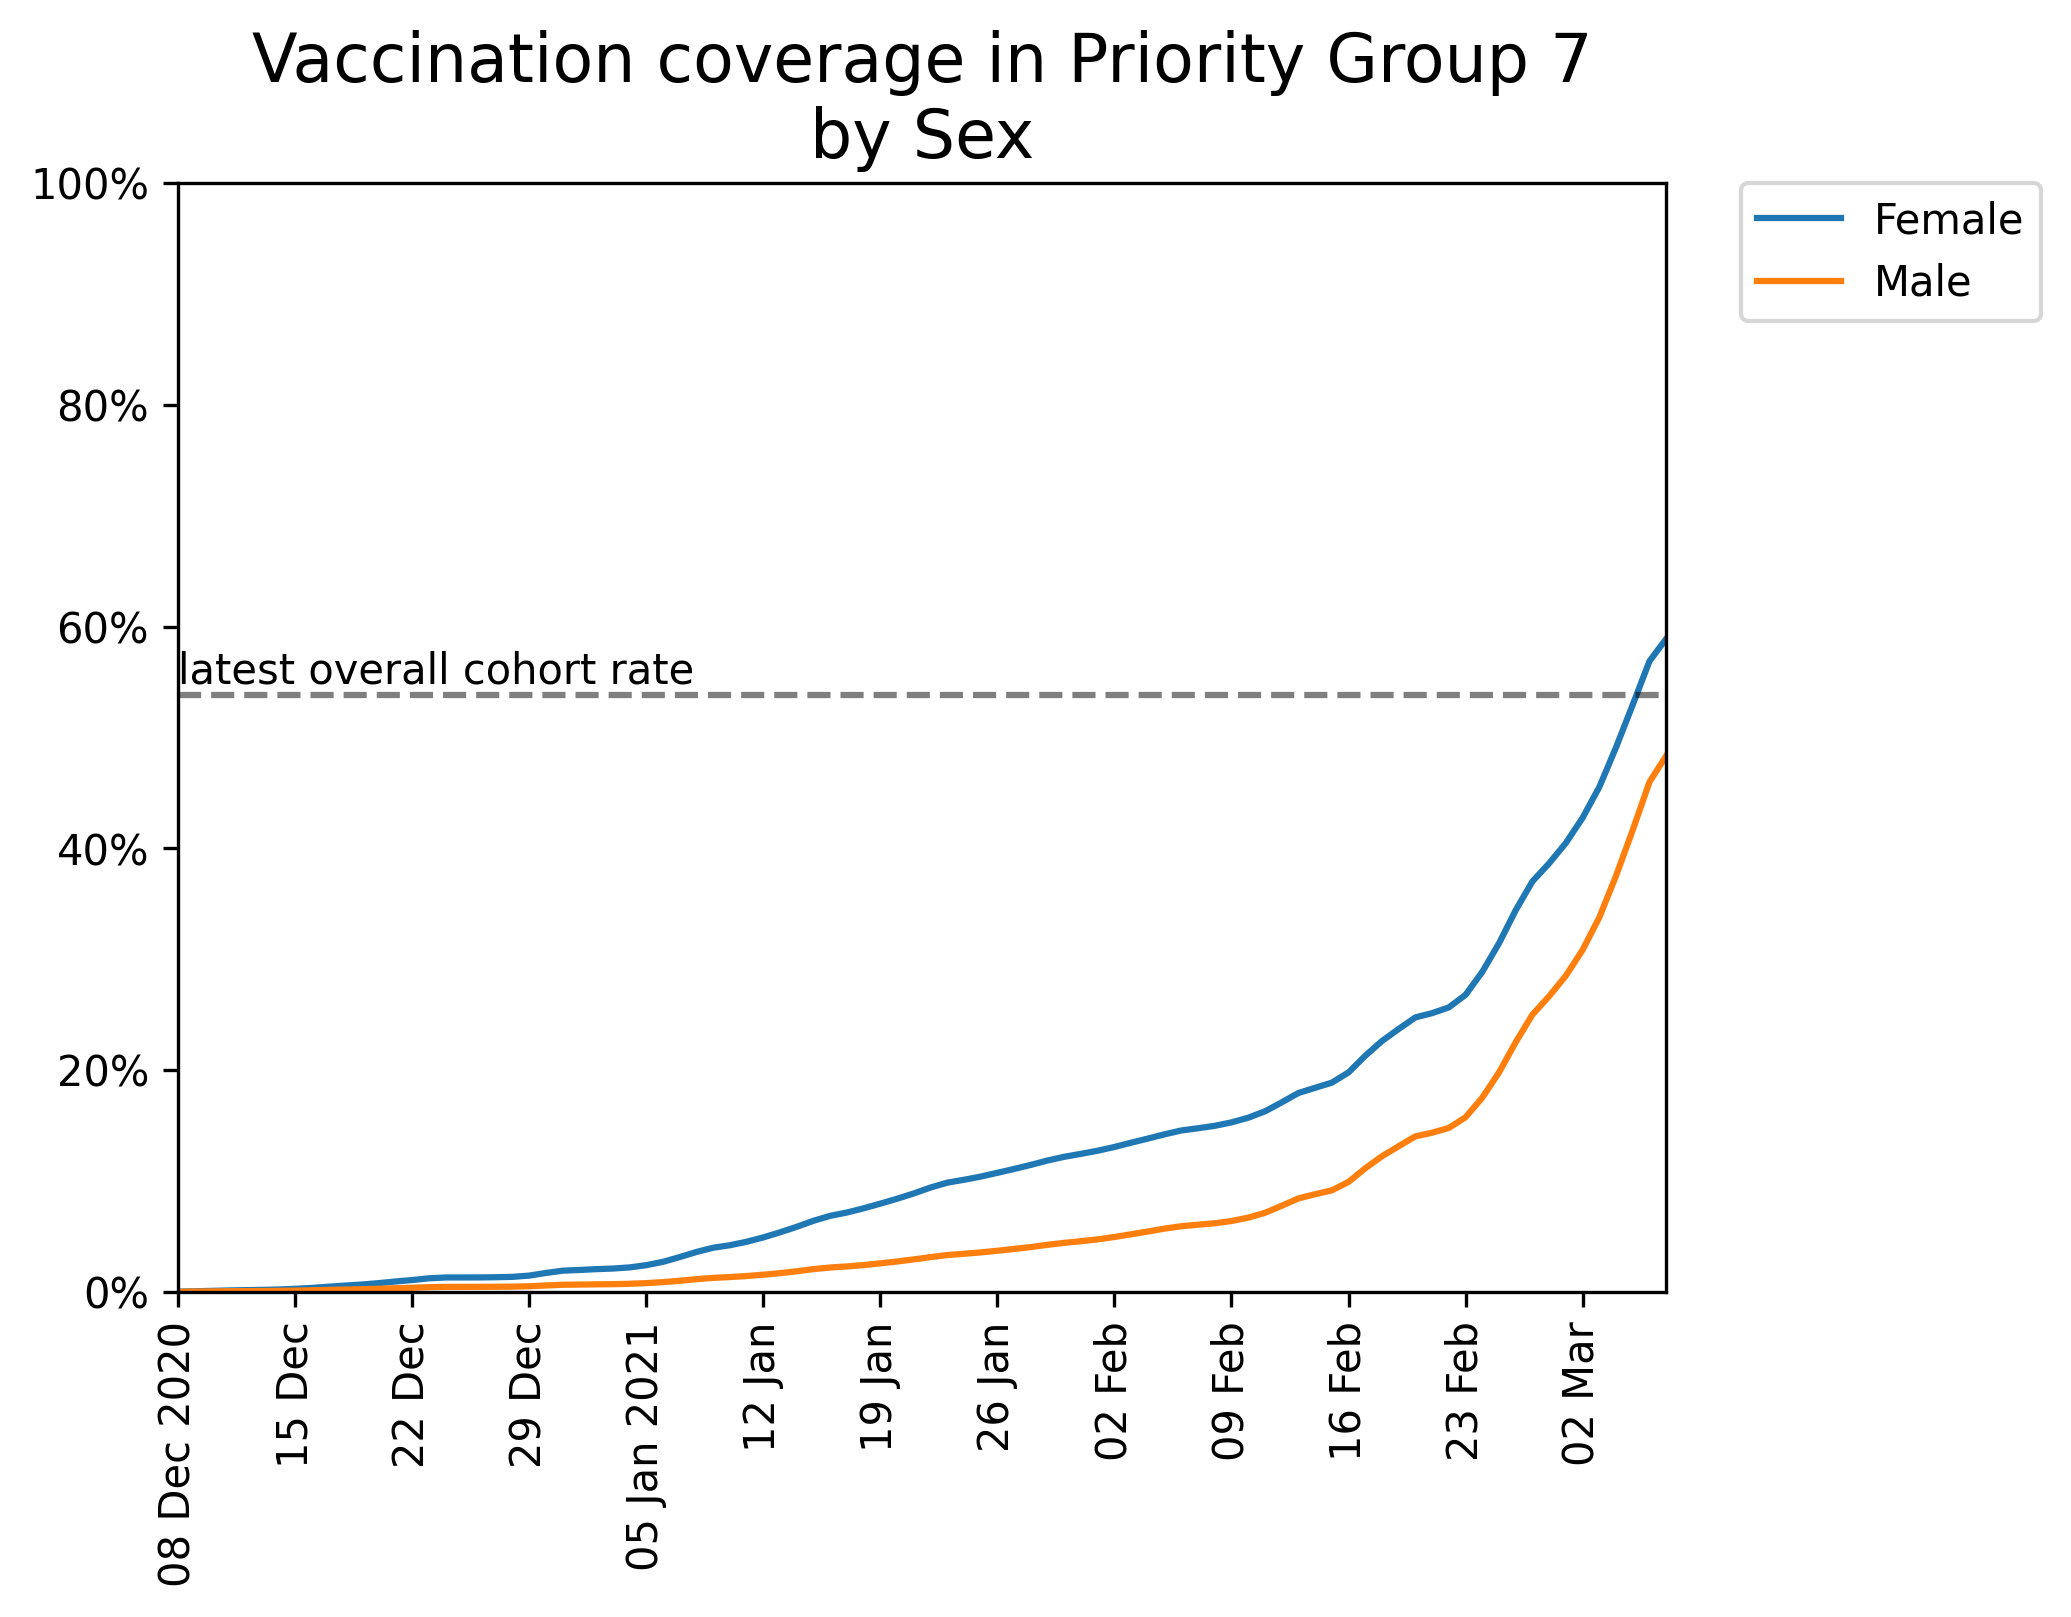 Vaccination coverage in Priority Group 7
by Sex
100%
80%
60%
40%
20%
0%
latest overall cohort rate
Female
Male
08 Dec 2020
15 Dec
22 Dec
29 Dec
05 Jan 2021
12 Jan
19 Jan
26 Jan
02 Feb
09 Feb
16 Feb
23 Feb
02 Mar